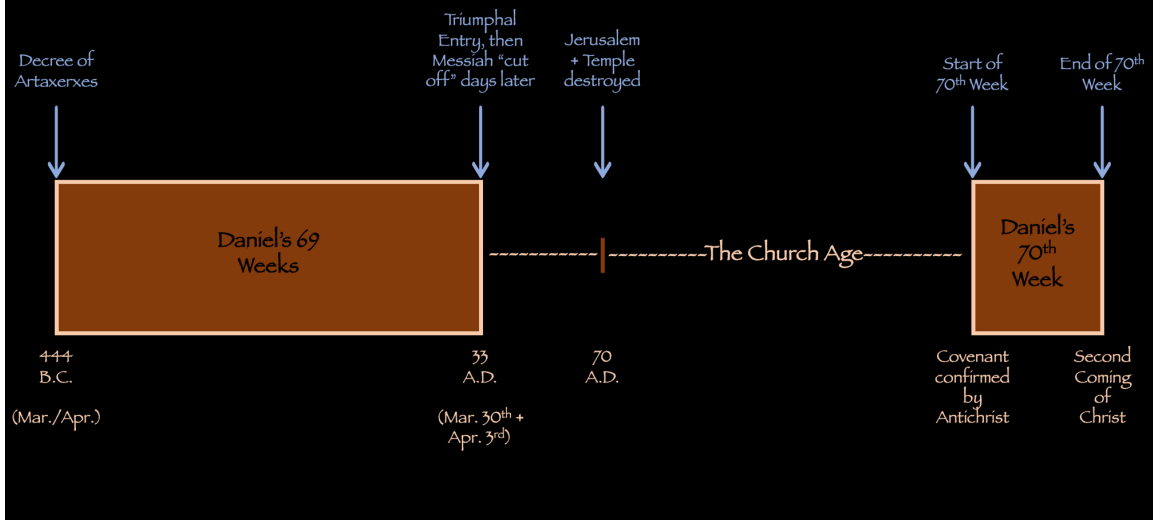 Decree of
Artaxerxes
Triumphal
Entry, then
Messiah “cut
off” days later
Jerusalem
+ Temple
destroyed
Start of
70th Week
End of 70th
Week
Daniel’s 69
Weeks
The Church Age
Daniel’s
70th
Week
444
B.C.
(Mar./Apr.)
33
A.D.
(Mar. 30th +
Apr. 3rd)
70
A.D.
Covenant
confirmed
by
Antichrist
Second
Coming
of
Christ